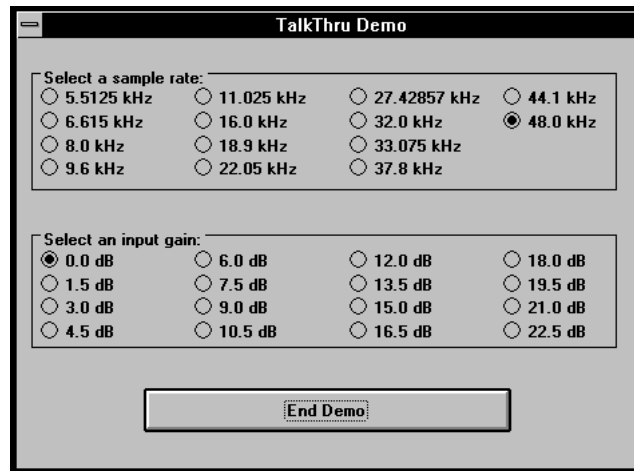 TalkThru Demo
Select a sample rate:
5.5125 kHz 11.025 kHz 27.42857 kHz 44.1 kHz
6.615 kHz 16.0 kHz 32.0 kHz 48.0 kHz
8.0 kHz 18.9 kHz 33.075 kHz
9.6 kHz 22.05 kHz 37.8 kHz
Select an input gain:
0.0 dB 6.0 dB 12.0 dB 18.0 dB
1.5 dB 7.5 dB 13.5 dB 19.5 dB
3.0 dB 9.0 dB 15.0 dB 21.0 dB
4.5 dB 10.5 dB 16.5 dB 22.5 dB
End Demo